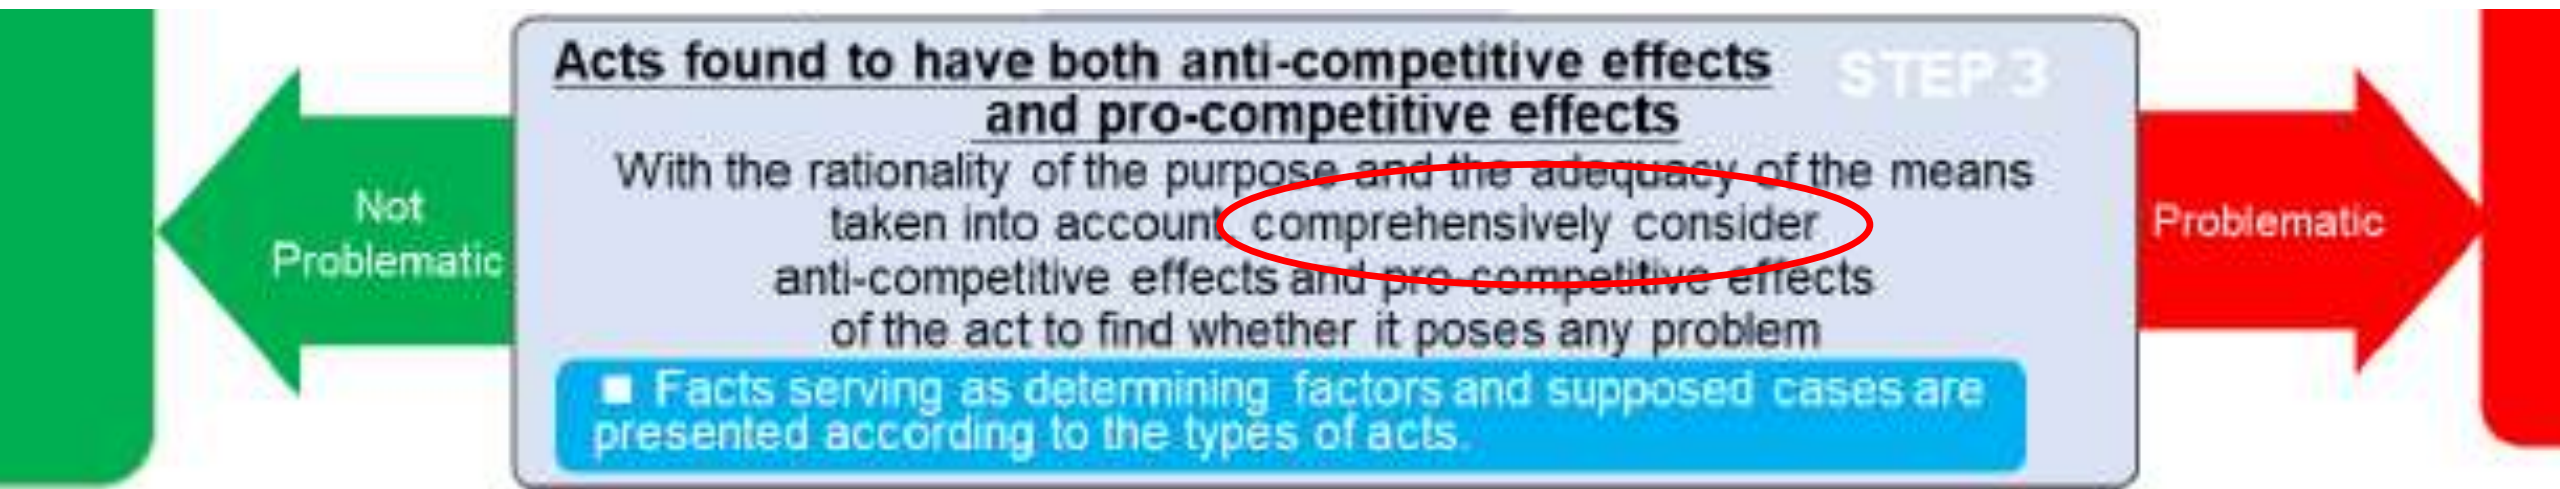 Acts found to have both anti-competitive effects
and pro-competitive effects
STEP 3
With the rationality of the purpose and the adequacy of the means
taken into account, comprehensively consider
anti-competitive effects and pro-competitive effects
of the act to find whether it poses any problem
■ Facts serving as determining factors and supposed cases are
presented according to the types of acts.
Not
Problematic
Problematic